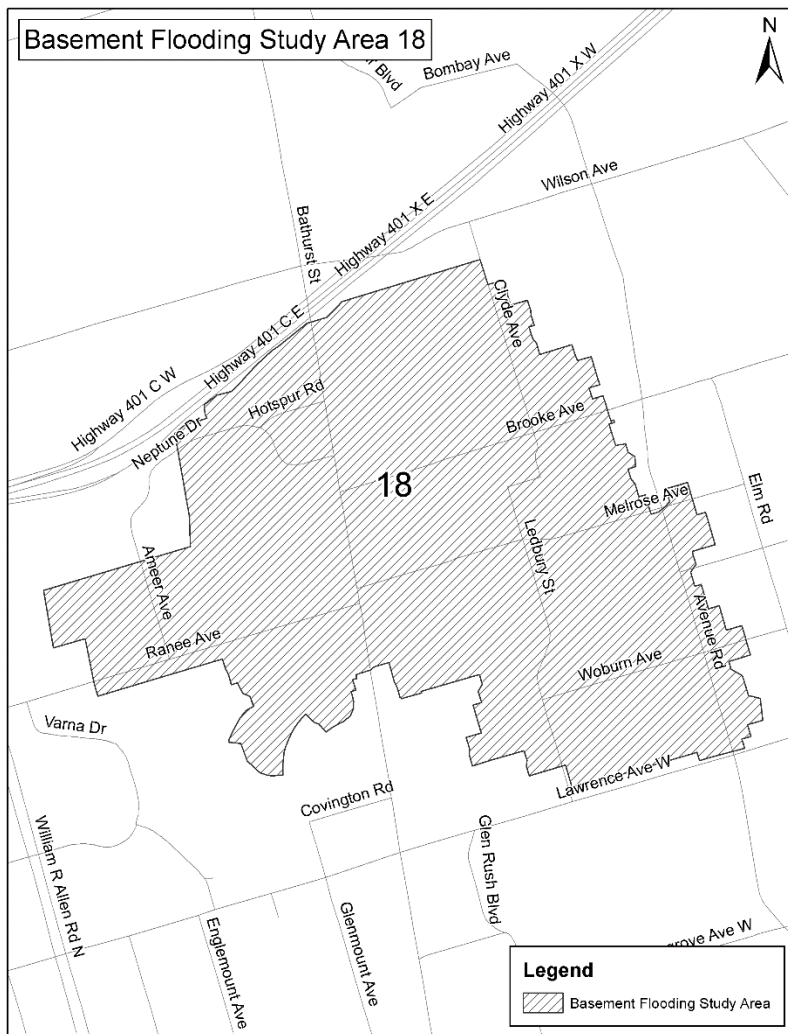 Basement Flooding Study Area 18
N
Blvd
Bombay Ave
Highway 401 X W
Wilson Ave
Bathurst St
Highway 401 X E
Clyde Ave
Highway 401 C E
Highway 401 C W
Hotspur Rd
Neptune Dr
Brooke Ave
18
Melrose Ave
Elm Rd
Ledbury St
Ameer Ave
Ranee Ave
Avenue Rd
Woburn Ave
Varna Dr
Lawrence Ave W
Covington Rd
William R Allen Rd N
Glen Rush Blvd
Englemount Ave
Glenmount Ave
grove Ave W
Legend
Basement Flooding Study Area